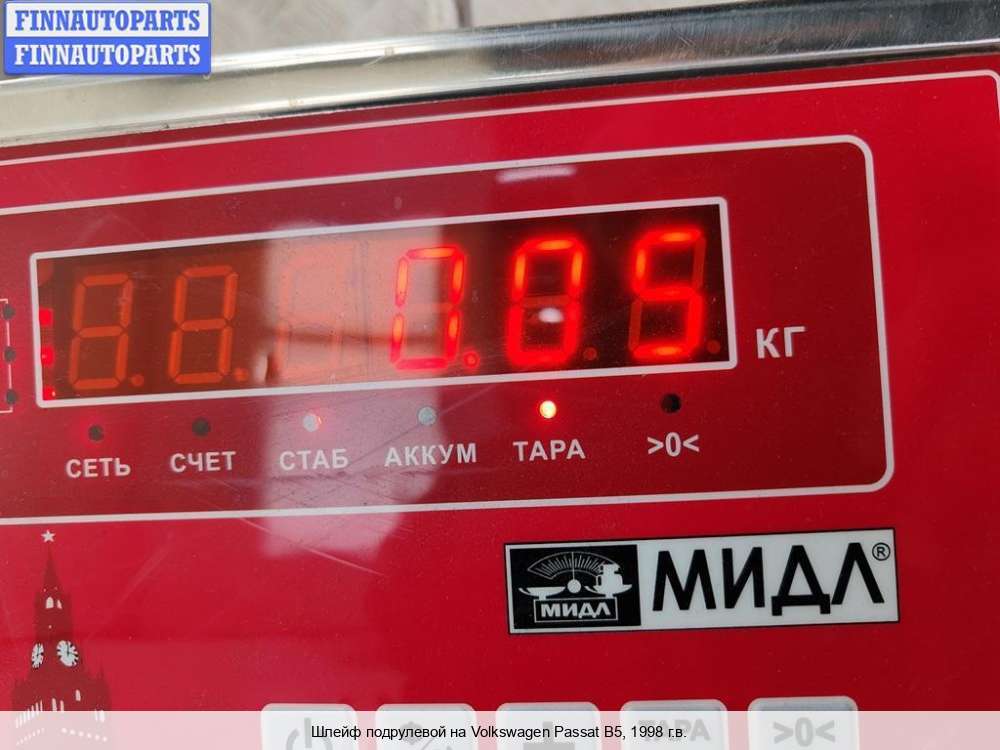 FINNAUTOPARTS
FINNAUTOPARTS
0.05
КГ
СЕТЬ СЧЕТ СТАБ АККУМ ТАРА >0<
МИДЛ
МИДЛ®
ТАРА >0<
Шлейф подрулевой на Volkswagen Passat B5, 1998 г.в.